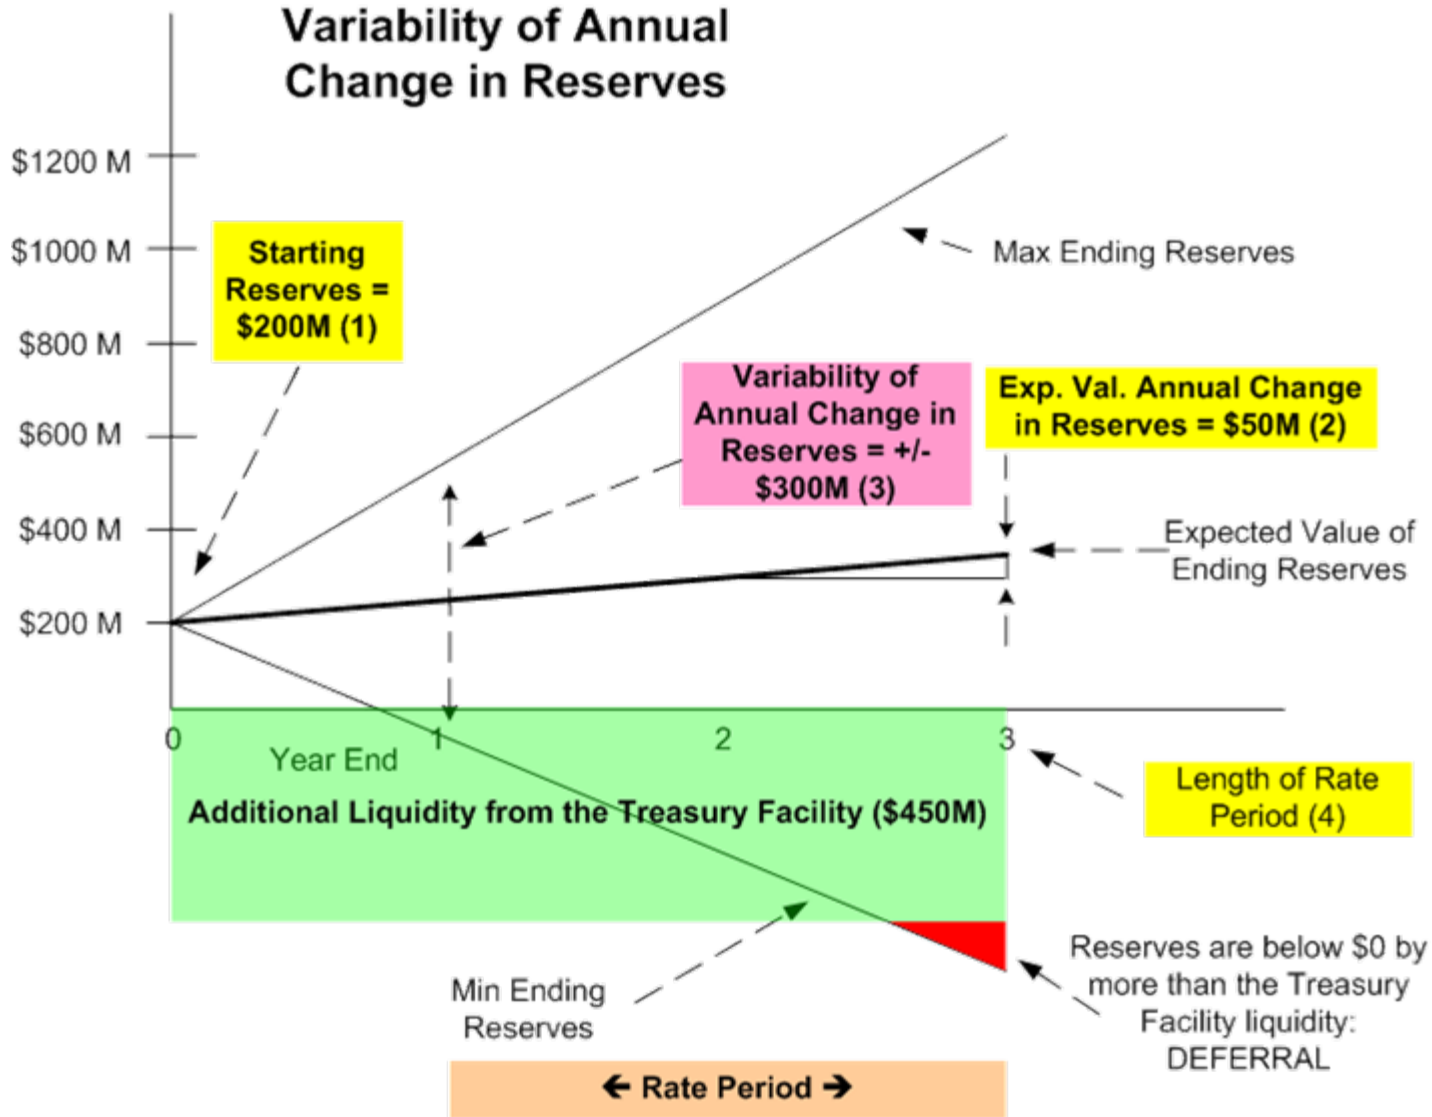 Variability of Annual
Change in Reserves
$1200 M
$1000 M
$800 M
$600 M
$400 M
$200 M
Starting
Reserves =
$200M (1)
Max Ending Reserves
Variability of
Annual Change in
Reserves = +/-
$300M (3)
Exp. Val. Annual Change
in Reserves = $50M (2)
Expected Value of
Ending Reserves
0
1
2
3
Year End
Additional Liquidity from the Treasury Facility ($450M)
Length of Rate
Period (4)
Min Ending
Reserves
Reserves are below $0 by
more than the Treasury
Facility liquidity:
DEFERRAL
← Rate Period →